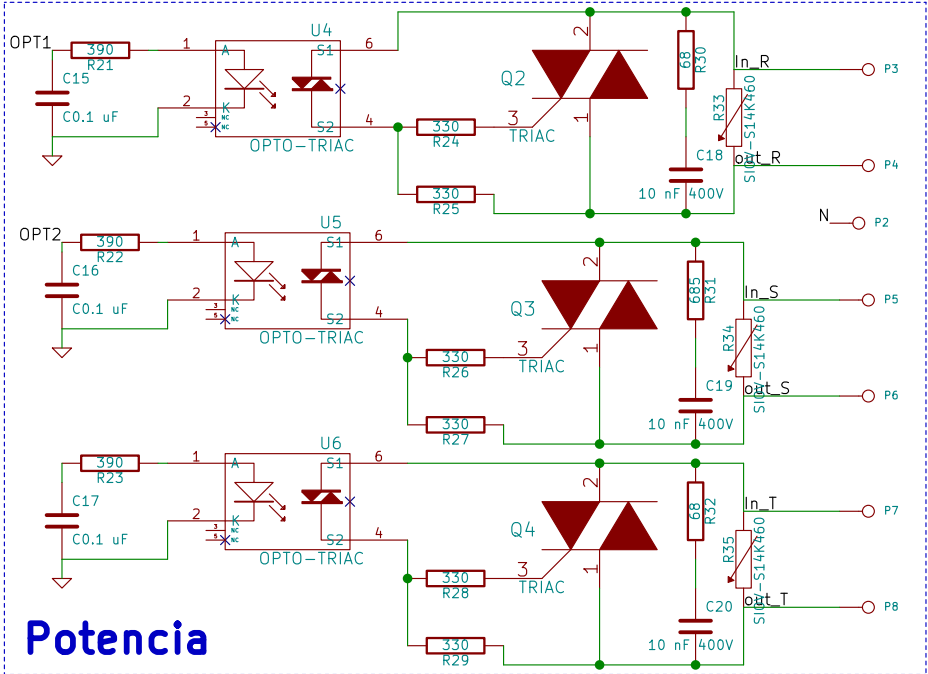 U4
OPT1
390
R21
1
A
S1
6
2
Q2
68
R30
In_R
P3
C15
C0.1 uF
2
K
3
NC
5
NC
S2
4
330
R24
3
TRIAC
1
R33
SIOV-S14K460
OPTO-TRIAC
C18
out_R
P4
330
R25
10 nF 400V
N
P2
U5
OPT2
390
R22
1
A
S1
6
2
Q3
685
R31
In_S
P5
C16
C0.1 uF
2
K
3
NC
5
NC
S2
4
330
R26
3
TRIAC
1
R34
SIOV-S14K460
OPTO-TRIAC
C19
out_S
P6
330
R27
10 nF 400V
U6
390
R23
1
A
S1
6
2
Q4
68
R32
In_T
P7
C17
C0.1 uF
2
K
3
NC
5
NC
S2
4
330
R28
3
TRIAC
1
R35
SIOV-S14K460
OPTO-TRIAC
C20
out_T
P8
330
R29
10 nF 400V
Potencia